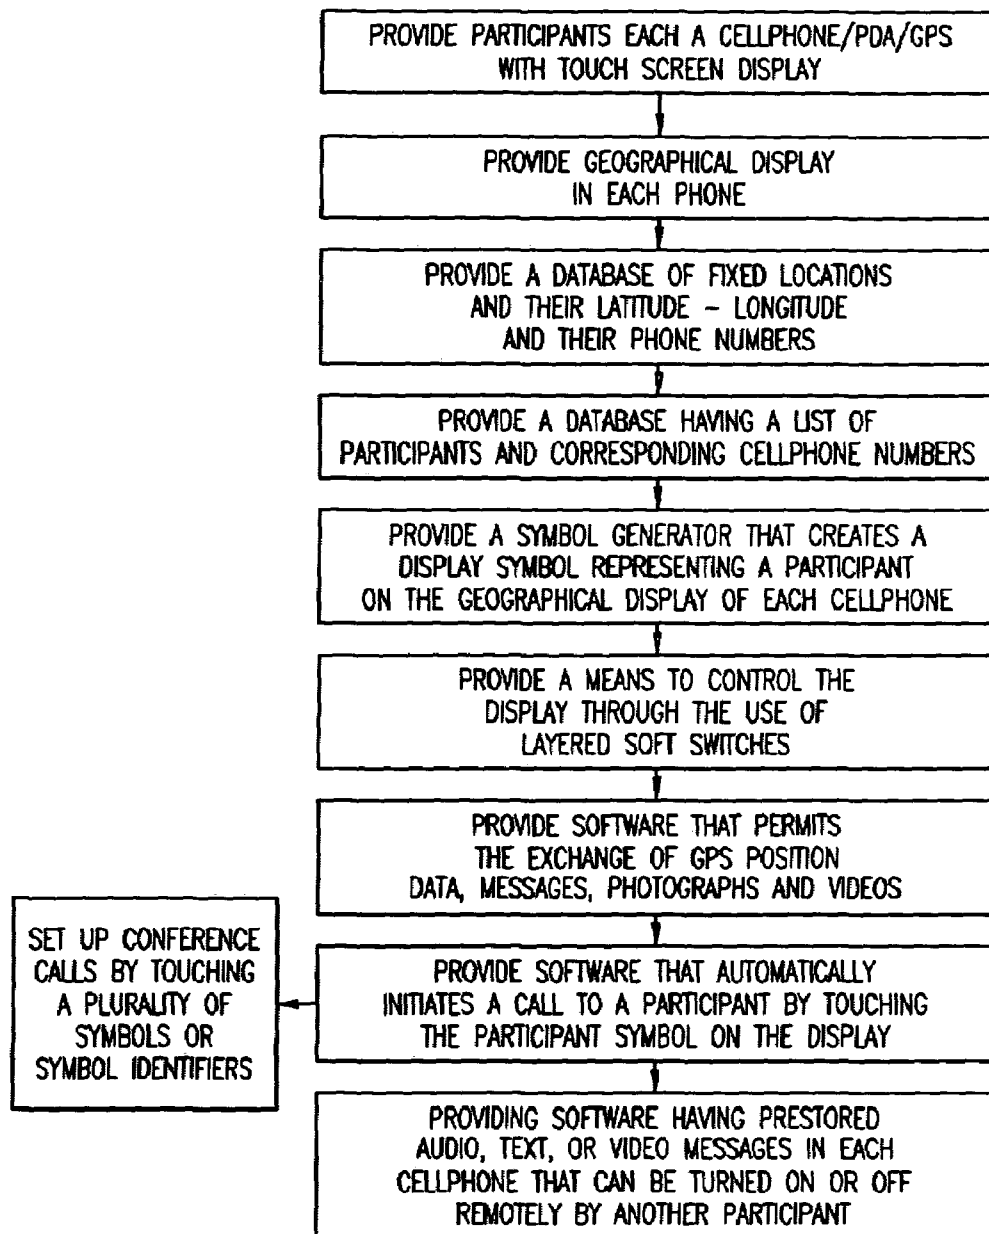 PROVIDE PARTICIPANTS EACH A CELLPHONE/PDA/GPS
WITH TOUCH SCREEN DISPLAY
PROVIDE GEOGRAPHICAL DISPLAY
IN EACH PHONE
PROVIDE A DATABASE OF FIXED LOCATIONS
AND THEIR LATITUDE – LONGITUDE
AND THEIR PHONE NUMBERS
PROVIDE A DATABASE HAVING A LIST OF
PARTICIPANTS AND CORRESPONDING CELLPHONE NUMBERS
PROVIDE A SYMBOL GENERATOR THAT CREATES A
DISPLAY SYMBOL REPRESENTING A PARTICIPANT
ON THE GEOGRAPHICAL DISPLAY OF EACH CELLPHONE
PROVIDE A MEANS TO CONTROL THE
DISPLAY THROUGH THE USE OF
LAYERED SOFT SWITCHES
PROVIDE SOFTWARE THAT PERMITS
THE EXCHANGE OF GPS POSITION
DATA, MESSAGES, PHOTOGRAPHS AND VIDEOS
PROVIDE SOFTWARE THAT AUTOMATICALLY
INITIATES A CALL TO A PARTICIPANT BY TOUCHING
THE PARTICIPANT SYMBOL ON THE DISPLAY
SET UP CONFERENCE
CALLS BY TOUCHING
A PLURALITY OF
SYMBOLS OR
SYMBOL IDENTIFIERS
PROVIDING SOFTWARE HAVING PRESTORED
AUDIO, TEXT, OR VIDEO MESSAGES IN EACH
CELLPHONE THAT CAN BE TURNED ON OR OFF
REMOTELY BY ANOTHER PARTICIPANT